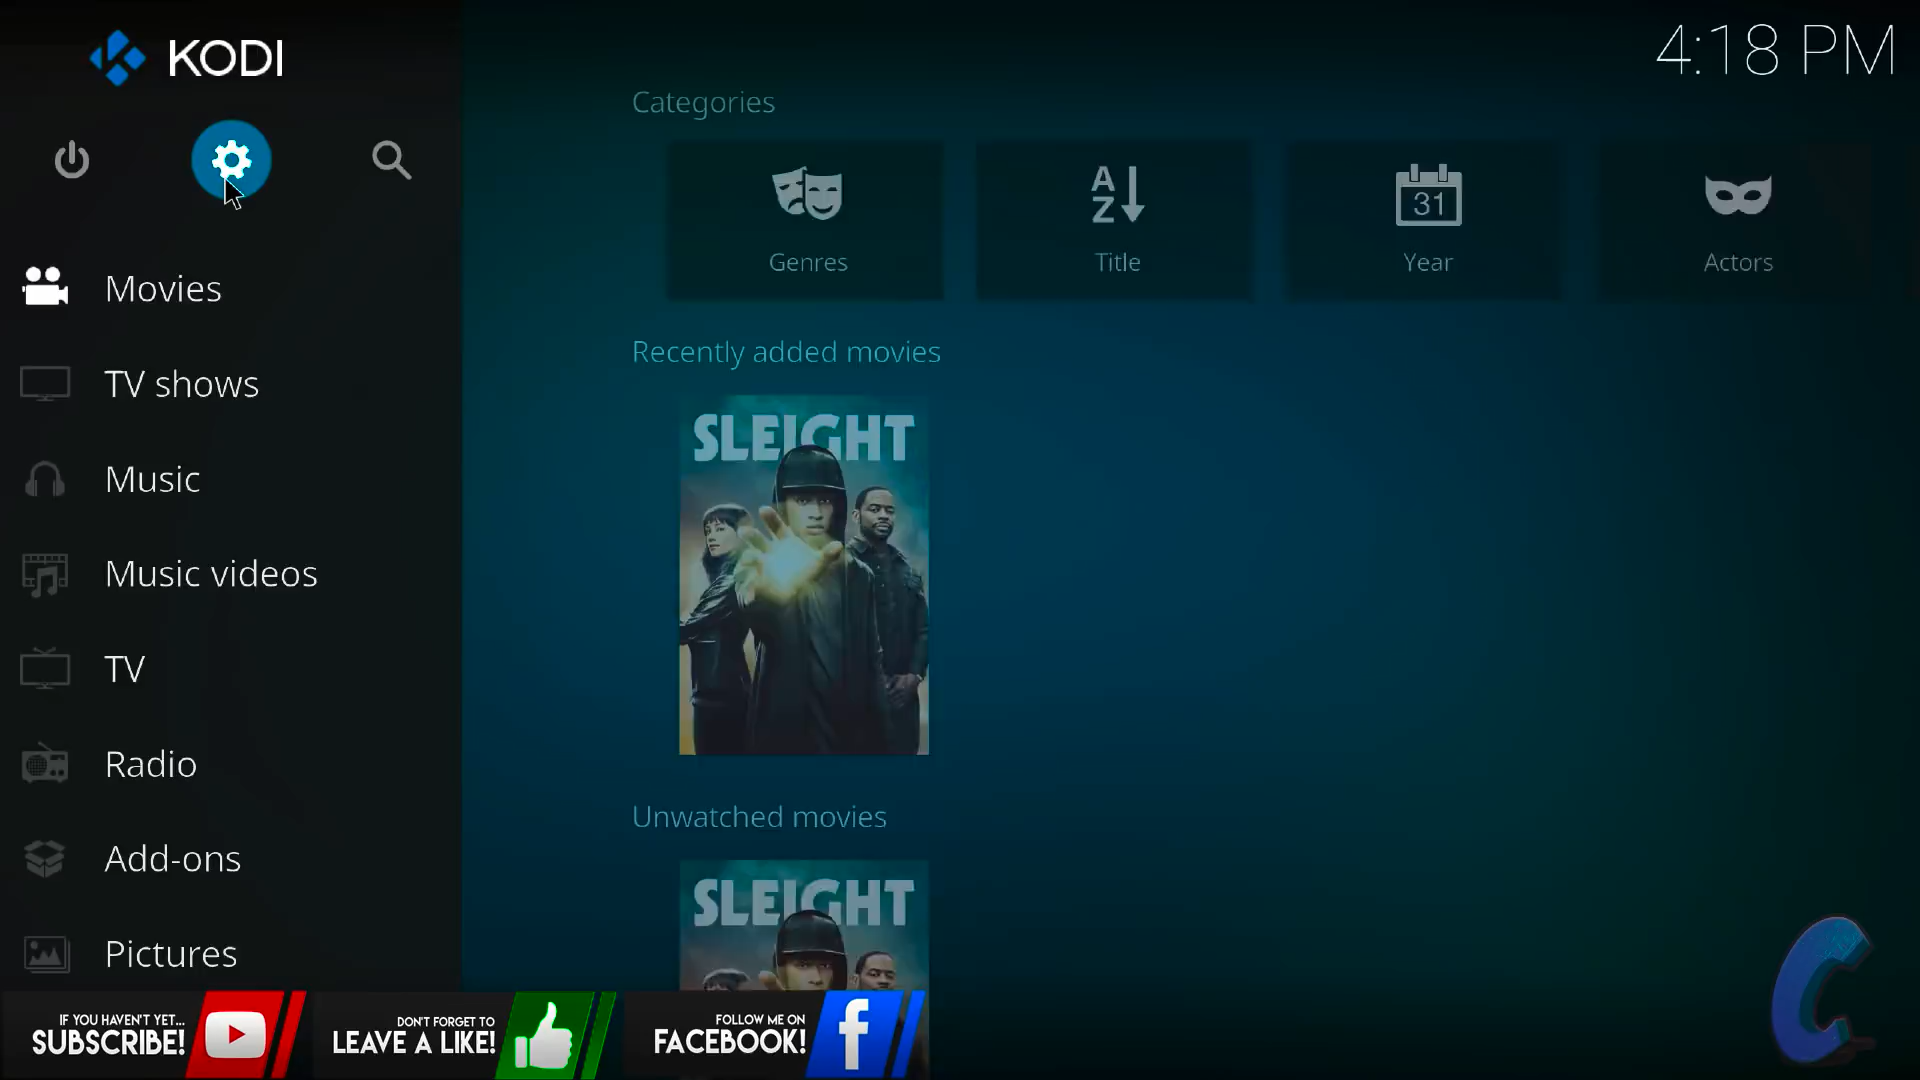 KODI
4:18 PM
Categories
Genres
A
Z
Title
31
Year
Actors
Movies
TV shows
Music
Music videos
TV
Radio
Add-ons
Pictures
Recently added movies
SLEIGHT
Unwatched movies
SLEIGHT
IF YOU HAVEN'T YET...
SUBSCRIBE!
DON'T FORGET TO
LEAVE A LIKE!
FOLLOW ME ON
FACEBOOK!
f
C